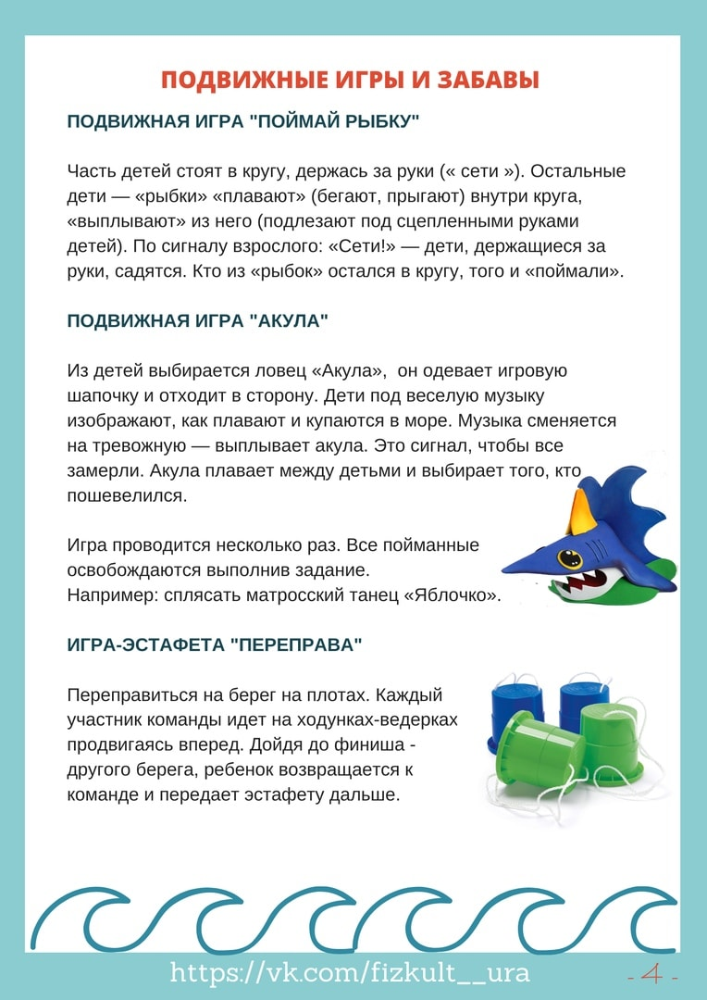 ПОДВИЖНЫЕ ИГРЫ И ЗАБАВЫ
ПОДВИЖНАЯ ИГРА "ПОЙМАЙ РЫБКУ"
Часть детей стоят в кругу, держась за руки (« сети »). Остальные
дети — «рыбки» «плавают» (бегают, прыгают) внутри круга,
«выплывают» из него (подлезают под сцепленными руками
детей). По сигналу взрослого: «Сети!» — дети, держащиеся за
руки, садятся. Кто из «рыбок» остался в кругу, того и «поймали».
ПОДВИЖНАЯ ИГРА "АКУЛА"
Из детей выбирается ловец «Акула»,  он одевает игровую
шапочку и отходит в сторону. Дети под веселую музыку
изображают, как плавают и купаются в море. Музыка сменяется
на тревожную — выплывает акула. Это сигнал, чтобы все
замерли. Акула плавает между детьми и выбирает того, кто
пошевелился.
Игра проводится несколько раз. Все пойманные
освобождаются выполнив задание.
Например: сплясать матросский танец «Яблочко».
ИГРА-ЭСТАФЕТА "ПЕРЕПРАВА"
Переправиться на берег на плотах. Каждый
участник команды идет на ходунках-ведерках
продвигаясь вперед. Дойдя до финиша -
другого берега, ребенок возвращается к
команде и передает эстафету дальше.
https://vk.com/fizkult__ura
- 4 -